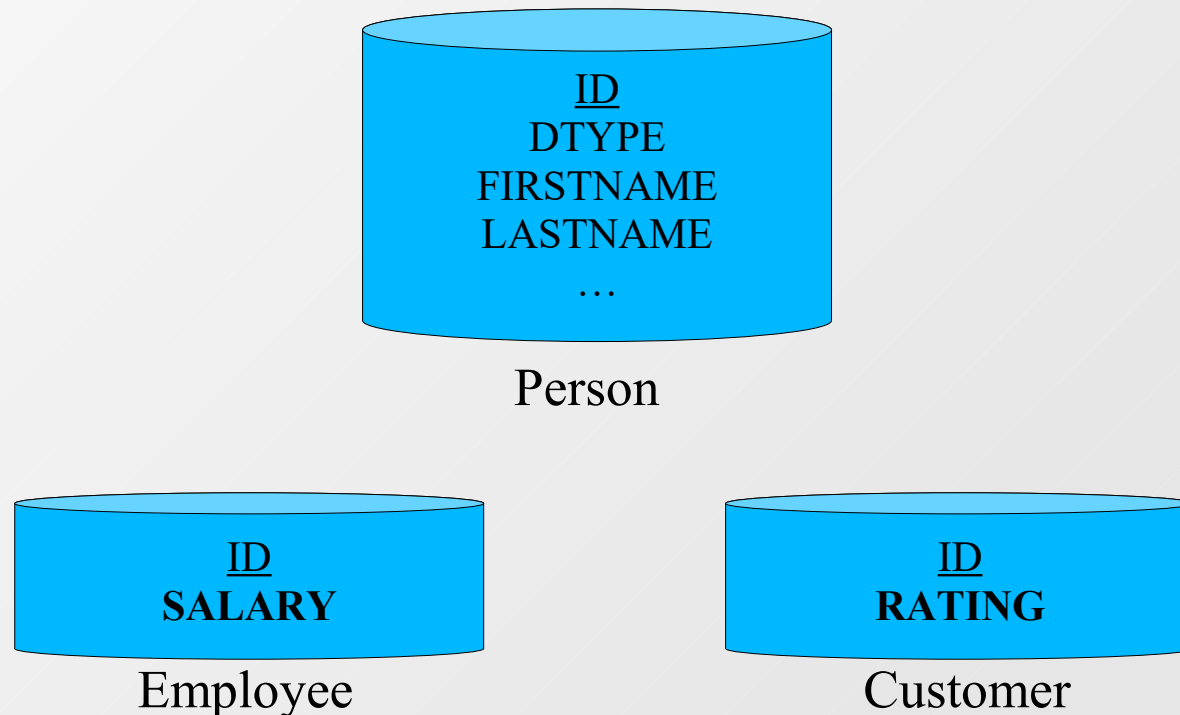 ID
DTYPE
FIRSTNAME
LASTNAME
…
Person
ID
SALARY
Employee
ID
RATING
Customer